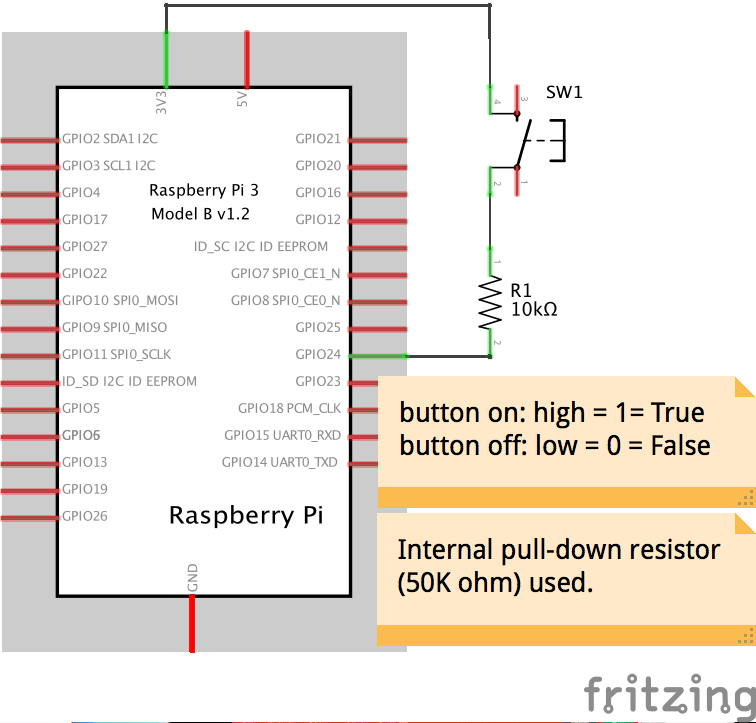 3V3
5V
GPIO2 SDA1 I2C
GPIO3 SCL1 I2C
GPIO4
GPIO17
GPIO27
GPIO22
GIPO10 SPI0_MOSI
GPIO9 SPI0_MISO
GPIO11 SPI0_SCLK
ID_SD I2C ID EEPROM
GPIO5
GPIO6
GPIO13
GPIO19
GPIO26
Raspberry Pi 3
Model B v1.2
GPIO21
GPIO20
GPIO16
GPIO12
ID_SC I2C ID EEPROM
GPIO7 SPI0_CE1_N
GPIO8 SPI0_CE0_N
GPIO25
GPIO24
GPIO23
GPIO18 PCM_CLK
GPIO15 UART0_RXD
GPIO14 UART0_TXD
Raspberry Pi
GND
4
3
SW1
2
1
1
R1
10kΩ
2
button on: high = 1= True
button off: low = 0 = False
Internal pull-down resistor
(50K ohm) used.
fritzing